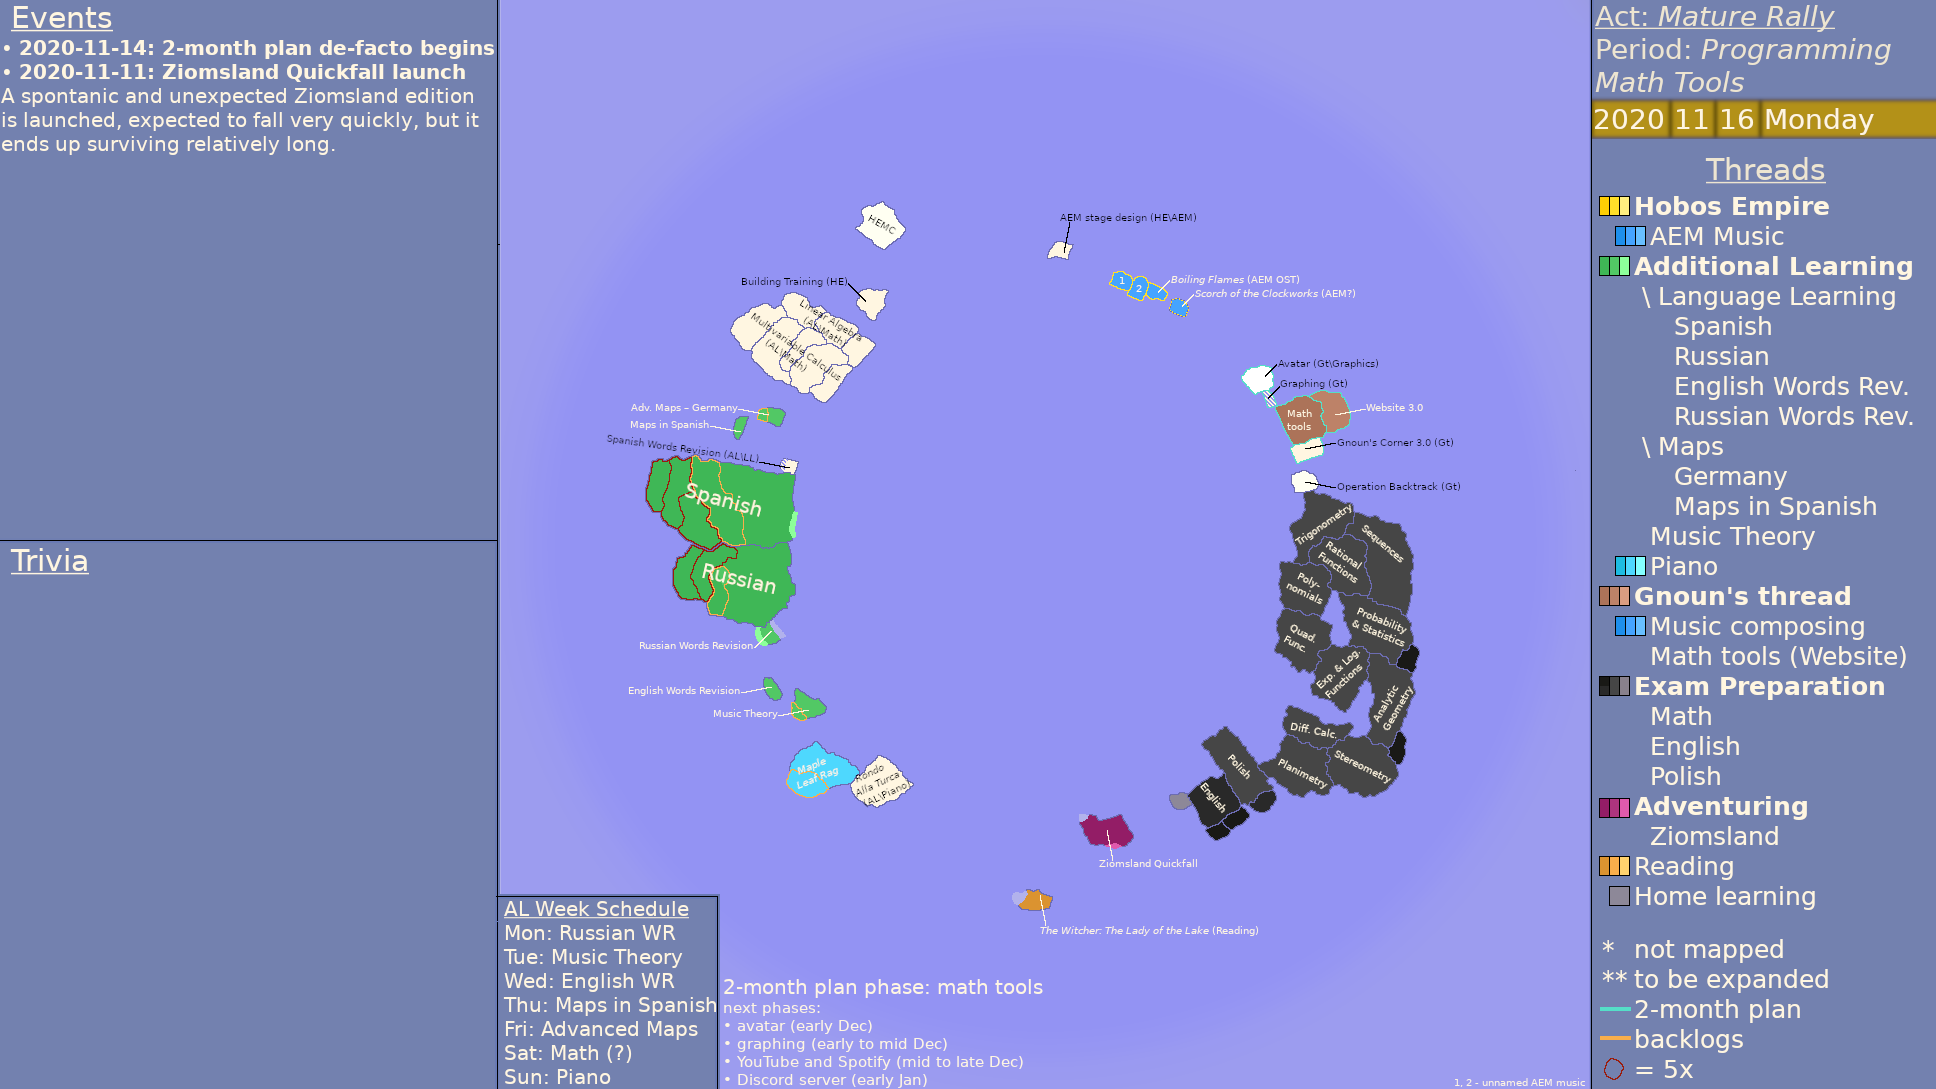 Events
• 2020-11-14: 2-month plan de-facto begins
• 2020-11-11: Ziomsland Quickfall launch
A spontanic and unexpected Ziomsland edition
is launched, expected to fall very quickly, but it
ends up surviving relatively long.
Trivia
HEMC
AEM stage design (HE\AEM)
Building Training (HE)
1
2
Boiling Flames (AEM OST)
Scorch of the Clockworks (AEM?)
Linear Algebra
(AL\Math)
Multivariable Calculus
(AL\Math)
Avatar (Gt\Graphics)
Graphing (Gt)
Math
tools
Website 3.0
Gnoun's Corner 3.0 (Gt)
Operation Backtrack (Gt)
Adv. Maps – Germany
Maps in Spanish
Spanish Words Revision (AL\LL)
Spanish
Russian
Russian Words Revision
English Words Revision
Music Theory
Maple
Leaf Rag
Rondo
Alla Turca
(AL\Piano)
Trigonometry
Sequences
Rational
Functions
Poly-
nomials
Probability
& Statistics
Quad.
Func.
Exp. & Log.
Functions
Analytic
Geometry
Diff. Calc.
Stereometry
Planimetry
Polish
English
Ziomsland Quickfall
The Witcher: The Lady of the Lake (Reading)
AL Week Schedule
Mon: Russian WR
Tue: Music Theory
Wed: English WR
Thu: Maps in Spanish
Fri: Advanced Maps
Sat: Math (?)
Sun: Piano
2-month plan phase: math tools
next phases:
• avatar (early Dec)
• graphing (early to mid Dec)
• YouTube and Spotify (mid to late Dec)
• Discord server (early Jan)
1, 2 - unnamed AEM music
Act: Mature Rally
Period: Programming
Math Tools
2020 11 16 Monday
Threads
Hobos Empire
AEM Music
Additional Learning
\ Language Learning
Spanish
Russian
English Words Rev.
Russian Words Rev.
\ Maps
Germany
Maps in Spanish
Music Theory
Piano
Gnoun's thread
Music composing
Math tools (Website)
Exam Preparation
Math
English
Polish
Adventuring
Ziomsland
Reading
Home learning
* not mapped
** to be expanded
2-month plan
backlogs
= 5x